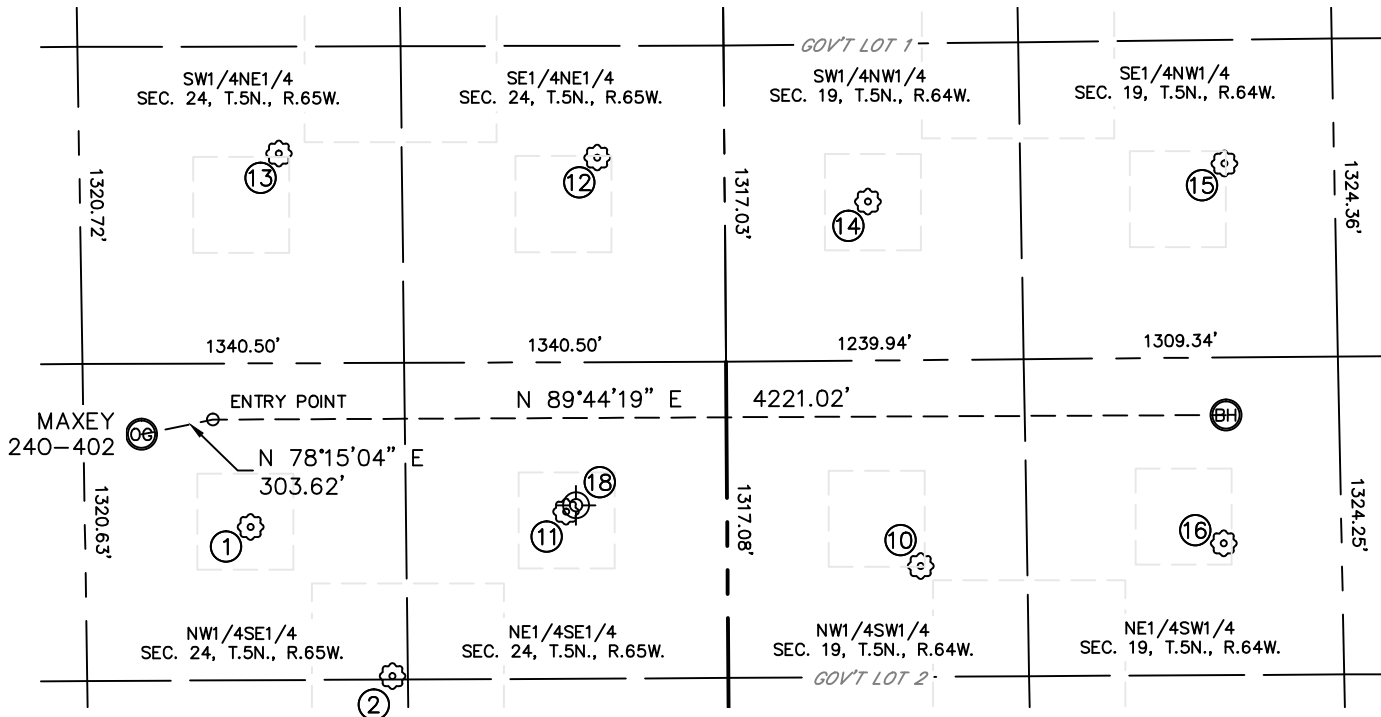 GOV'T LOT 1
SW1/4NE1/4
SEC. 24, T.5N., R.65W.
SE1/4NE1/4
SEC. 24, T.5N., R.65W.
SW1/4NW1/4
SEC. 19, T.5N., R.64W.
SE1/4NW1/4
SEC. 19, T.5N., R.64W.
13
12
14
15
1320.72'
1317.03'
1324.36'
1340.50'
1340.50'
1239.94'
1309.34'
MAXEY
240-402
OG
ENTRY POINT
N 89°44'19" E
4221.02'
BH
N 78°15'04" E
303.62'
1320.63'
1317.08'
1324.25'
1
11
18
10
16
NW1/4SE1/4
SEC. 24, T.5N., R.65W.
NE1/4SE1/4
SEC. 24, T.5N., R.65W.
NW1/4SW1/4
SEC. 19, T.5N., R.64W.
NE1/4SW1/4
SEC. 19, T.5N., R.64W.
GOV'T LOT 2
2